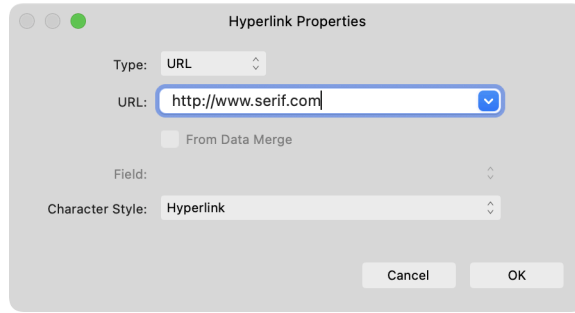 Hyperlink Properties
Type: URL
URL: http://www.serif.com
From Data Merge
Field:
Character Style: Hyperlink
Cancel OK